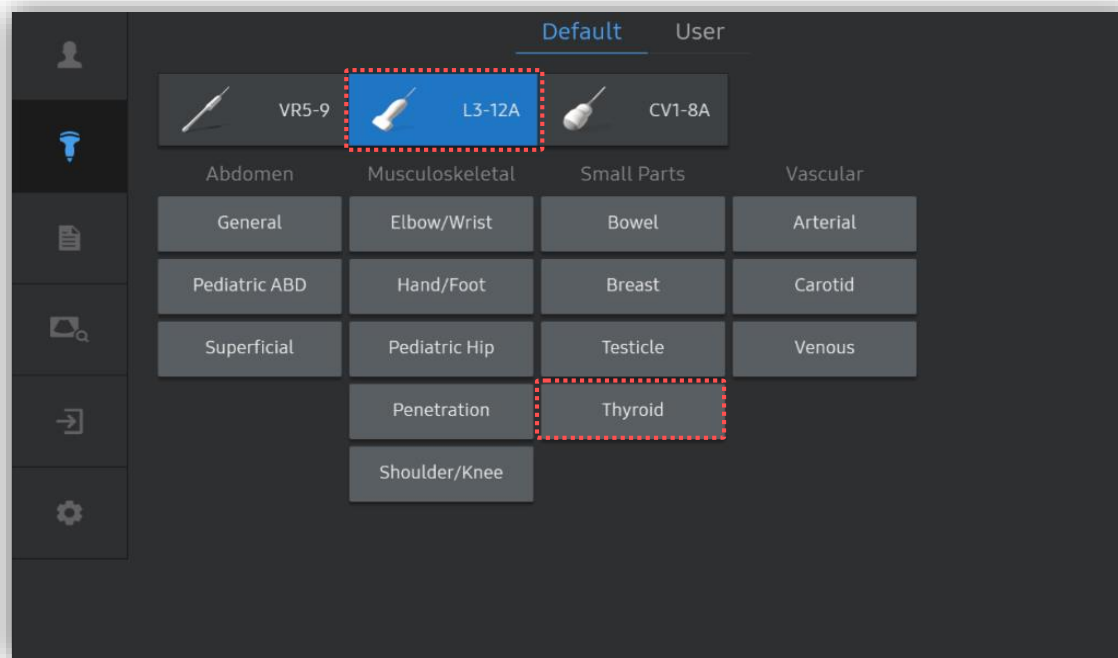 Default User
VR5-9 L3-12A CV1-8A
Abdomen Musculoskeletal Small Parts Vascular
General Elbow/Wrist Bowel Arterial
Pediatric ABD Hand/Foot Breast Carotid
Superficial Pediatric Hip Testicle Venous
Penetration Thyroid
Shoulder/Knee